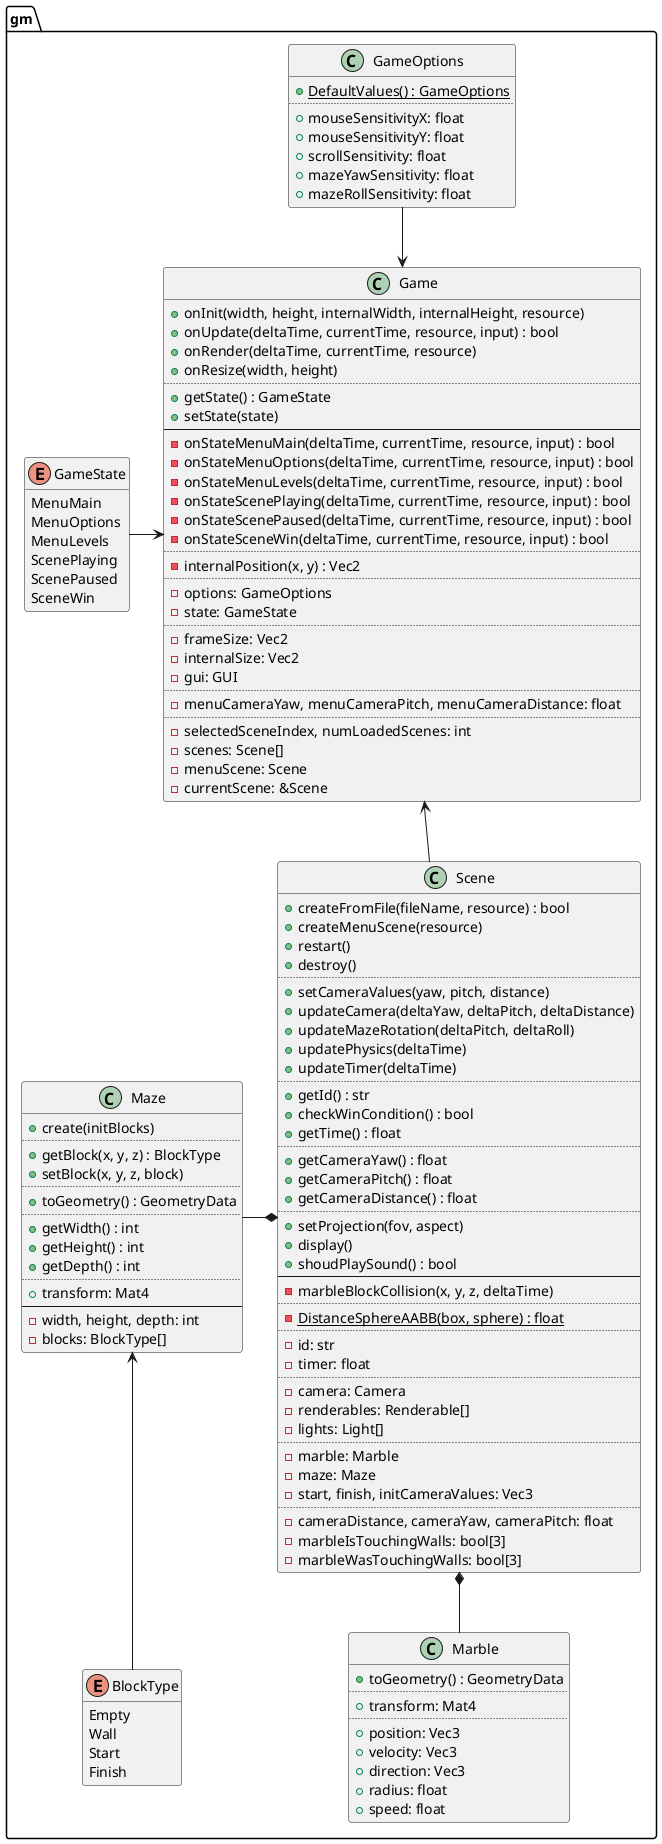 gm
GameOptions
DefaultValues() : GameOptions
mouseSensitivityX: float
mouseSensitivityY: float
scrollSensitivity: float
mazeYawSensitivity: float
mazeRollSensitivity: float
Game
onInit(width, height, internalWidth, internalHeight, resource)
onUpdate(deltaTime, currentTime, resource, input) : bool
onRender(deltaTime, currentTime, resource)
onResize(width, height)
getState() : GameState
setState(state)
onStateMenuMain(deltaTime, currentTime, resource, input) : bool
onStateMenuOptions(deltaTime, currentTime, resource, input) : bool
onStateMenuLevels(deltaTime, currentTime, resource, input) : bool
onStateScenePlaying(deltaTime, currentTime, resource, input) : bool
onStateScenePaused(deltaTime, currentTime, resource, input) : bool
onStateSceneWin(deltaTime, currentTime, resource, input) : bool
internalPosition(x, y) : Vec2
options: GameOptions
state: GameState
frameSize: Vec2
internalSize: Vec2
gui: GUI
menuCameraYaw, menuCameraPitch, menuCameraDistance: float
selectedSceneIndex, numLoadedScenes: int
scenes: Scene[]
menuScene: Scene
currentScene: &Scene
GameState
MenuMain
MenuOptions
MenuLevels
ScenePlaying
ScenePaused
SceneWin
Scene
createFromFile(fileName, resource) : bool
createMenuScene(resource)
restart()
destroy()
setCameraValues(yaw, pitch, distance)
updateCamera(deltaYaw, deltaPitch, deltaDistance)
updateMazeRotation(deltaPitch, deltaRoll)
updatePhysics(deltaTime)
updateTimer(deltaTime)
getId() : str
checkWinCondition() : bool
getTime() : float
getCameraYaw() : float
getCameraPitch() : float
getCameraDistance() : float
setProjection(fov, aspect)
display()
shoudPlaySound() : bool
marbleBlockCollision(x, y, z, deltaTime)
DistanceSphereAABB(box, sphere) : float
id: str
timer: float
camera: Camera
renderables: Renderable[]
lights: Light[]
marble: Marble
maze: Maze
start, finish, initCameraValues: Vec3
cameraDistance, cameraYaw, cameraPitch: float
marbleIsTouchingWalls: bool[3]
marbleWasTouchingWalls: bool[3]
Maze
create(initBlocks)
getBlock(x, y, z) : BlockType
setBlock(x, y, z, block)
toGeometry() : GeometryData
getWidth() : int
getHeight() : int
getDepth() : int
transform: Mat4
width, height, depth: int
blocks: BlockType[]
BlockType
Empty
Wall
Start
Finish
Marble
toGeometry() : GeometryData
transform: Mat4
position: Vec3
velocity: Vec3
direction: Vec3
radius: float
speed: float